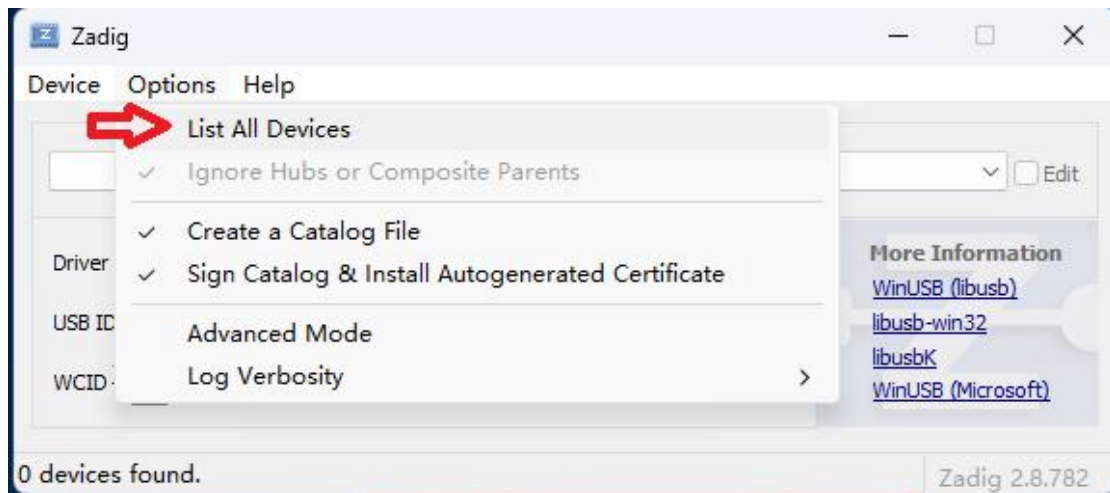 Zadig
Device Options Help
List All Devices
Ignore Hubs or Composite Parents
Edit
Create a Catalog File
Driver
Sign Catalog & Install Autogenerated Certificate
More Information
WinUSB (libusb)
USB ID
Advanced Mode
libusb-win32
WCID
Log Verbosity
libusbK
WinUSB (Microsoft)
0 devices found.
Zadig 2.8.782